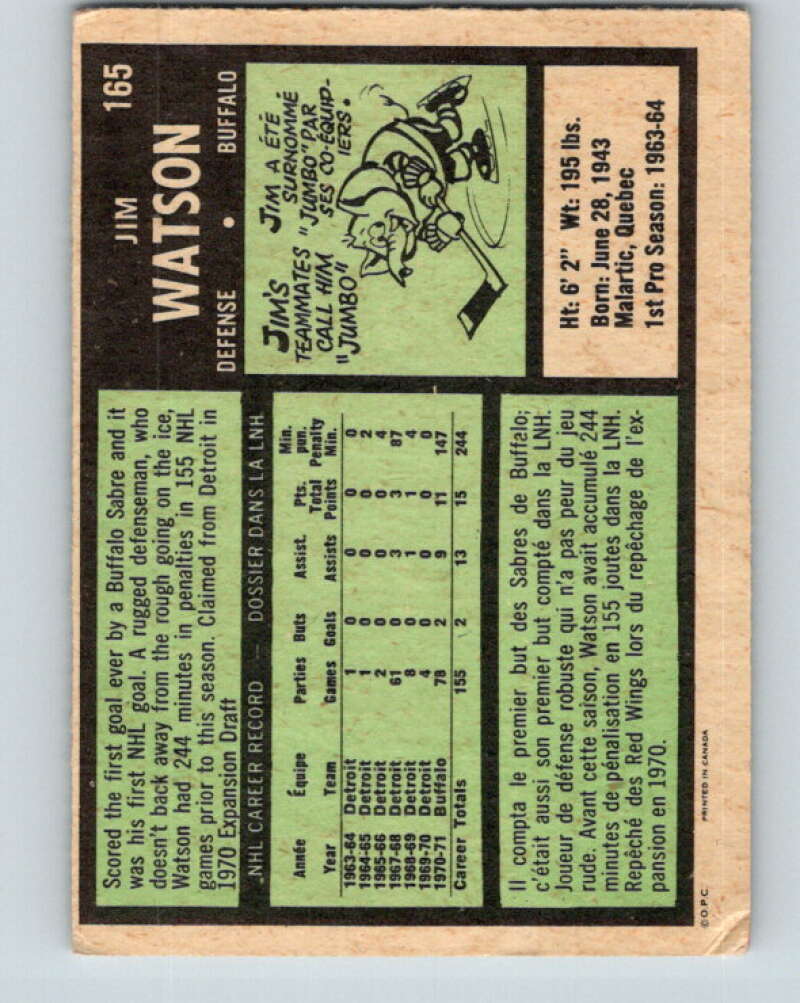 165
JIM
WATSON
DEFENSE • BUFFALO
Scored the first goal ever by a Buffalo Sabre and it
was his first NHL goal. A rugged defenseman, who
doesn't back away from the rough going on the ice,
Watson had 244 minutes in penalties in 155 NHL
games prior to this season. Claimed from Detroit in
1970 Expansion Draft
JIM'S
TEAMMATES
CALL HIM
"JUMBO"
JIM A ÉTÉ
SURNOMMÉ
"JUMBO" PAR
SES CO-ÉQUIP-
IERS.
NHL CAREER RECORD — DOSSIER DANS LA LNH
Année Équipe Parties Buts Assist. Pts. Total Min. pun.
Year Team Games Goals Assists Points Penalty Min.
1963-64 Detroit 1 0 0 0 0
1964-65 Detroit 1 0 0 0 2
1965-66 Detroit 2 0 0 0 4
1967-68 Detroit 61 0 3 3 87
1968-69 Detroit 8 0 1 1 4
1969-70 Detroit 4 0 0 0 0
1970-71 Buffalo 78 2 9 11 147
Career Totals 155 2 13 15 244
Ht: 6' 2" Wt: 195 lbs.
Born: June 28, 1943
Malartic, Quebec
1st Pro Season: 1963-64
Il compta le premier but des Sabres de Buffalo;
c'était aussi son premier but compté dans la LNH.
Joueur de défense robuste qui n'a pas peur du jeu
rude. Avant cette saison, Watson avait accumulé 244
minutes de pénalisation en 155 joutes dans la LNH.
Repêché des Red Wings lors du repêchage de l'ex-
pansion en 1970.
©O.P.C. PRINTED IN CANADA